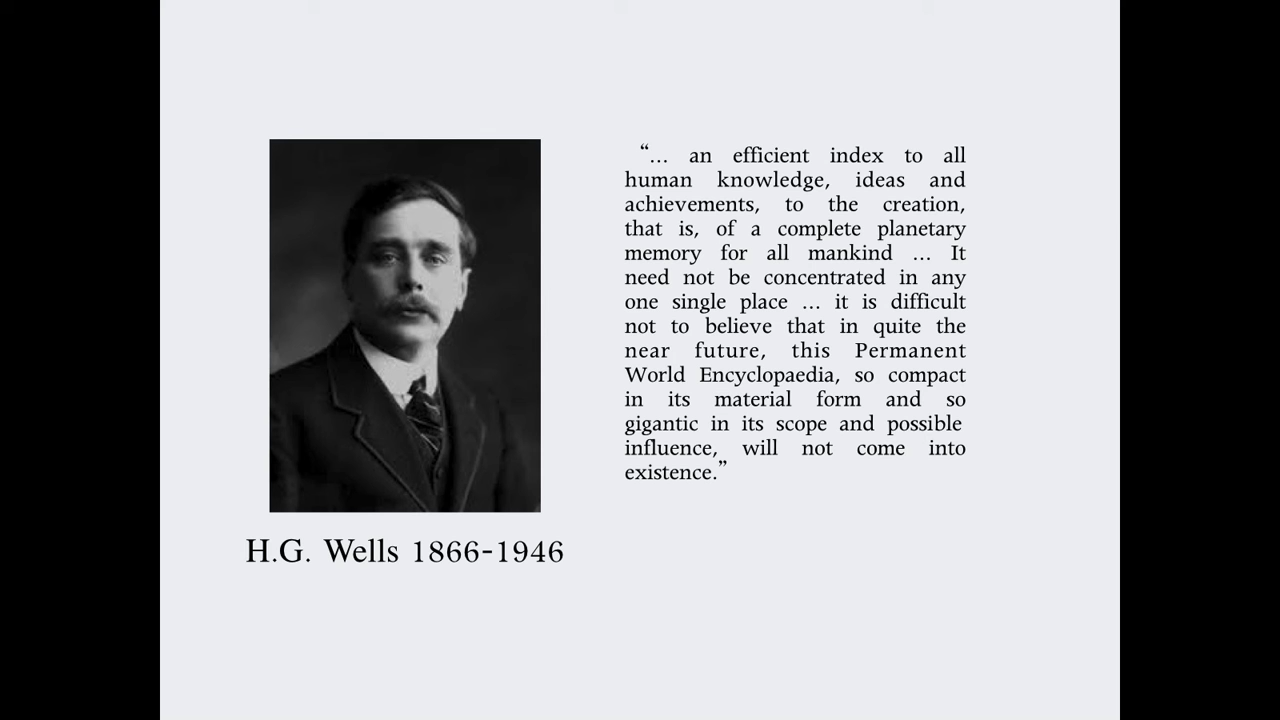 “... an efficient index to all
human knowledge, ideas and
achievements, to the creation,
that is, of a complete planetary
memory for all mankind ... It
need not be concentrated in any
one single place ... it is difficult
not to believe that in quite the
near future, this Permanent
World Encyclopaedia, so compact
in its material form and so
gigantic in its scope and possible
influence, will not come into
existence.”
H.G. Wells 1866-1946